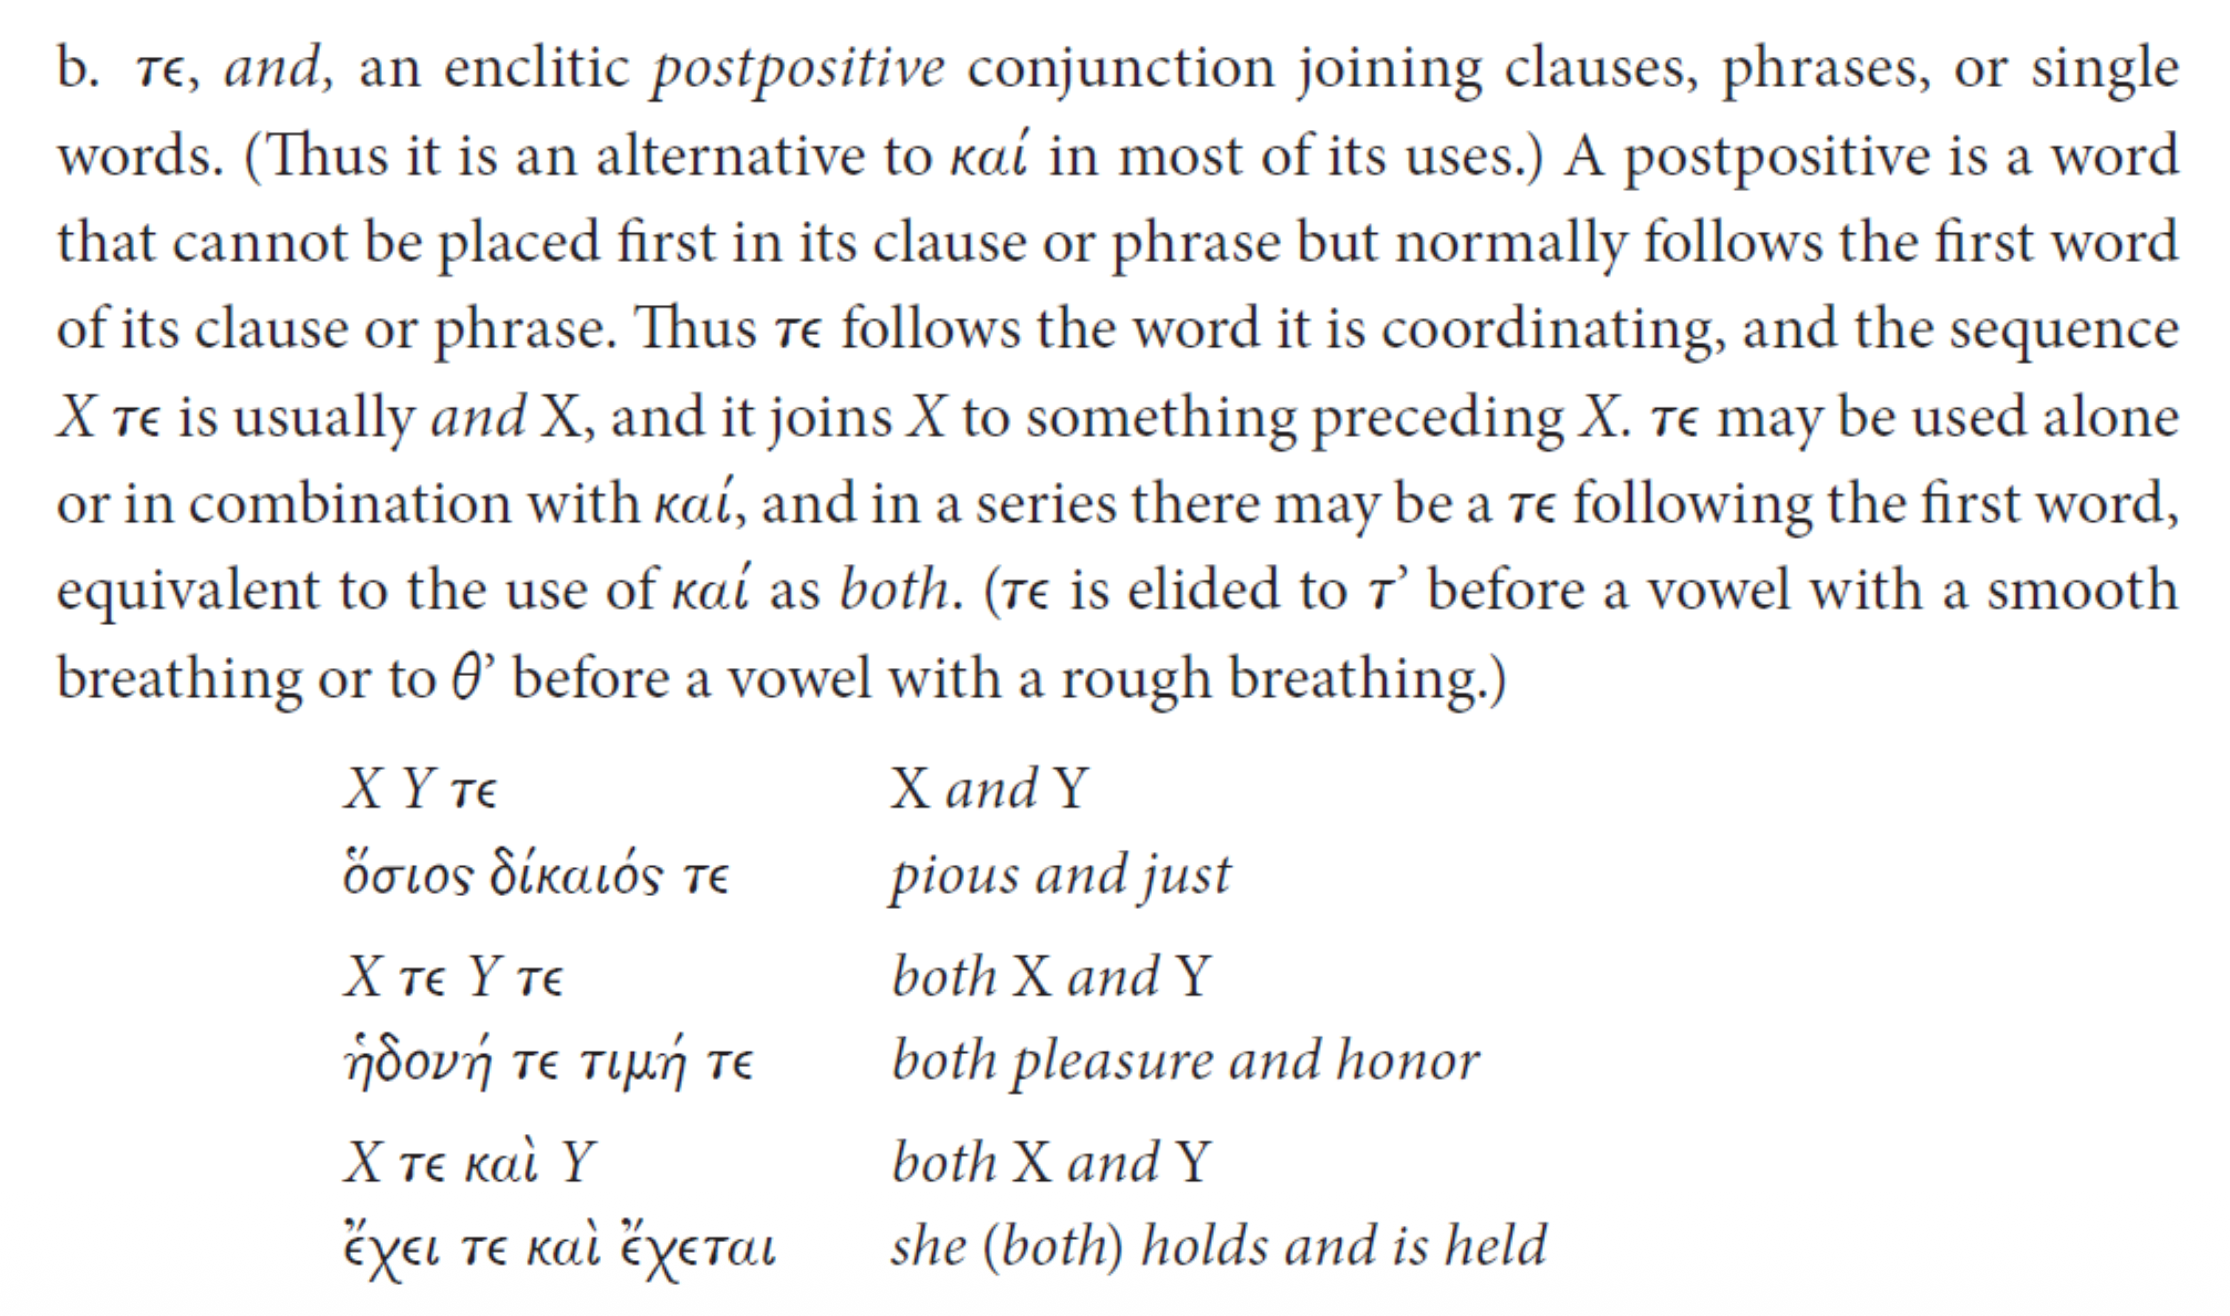 b. τε, and, an enclitic postpositive conjunction joining clauses, phrases, or single
words. (Thus it is an alternative to καί in most of its uses.) A postpositive is a word
that cannot be placed first in its clause or phrase but normally follows the first word
of its clause or phrase. Thus τε follows the word it is coordinating, and the sequence
X τε is usually and X, and it joins X to something preceding X. τε may be used alone
or in combination with καί, and in a series there may be a τε following the first word,
equivalent to the use of καί as both. (τε is elided to τ’ before a vowel with a smooth
breathing or to θ’ before a vowel with a rough breathing.)
X Y τε X and Y
ὅσιος δίκαιός τε pious and just
X τε Y τε both X and Y
ἡδονή τε τιμή τε both pleasure and honor
X τε καὶ Y both X and Y
ἔχει τε καὶ ἔχεται she (both) holds and is held